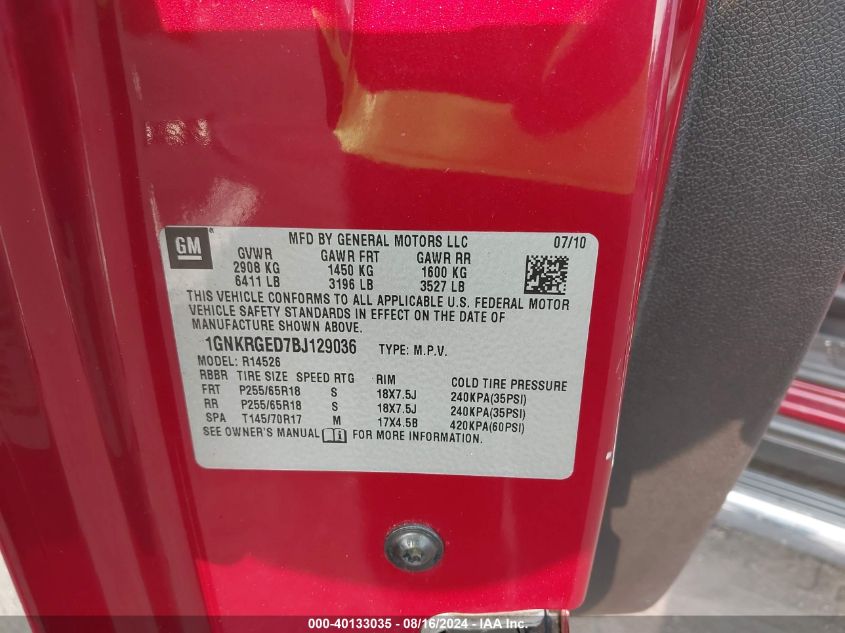 GM
MFD BY GENERAL MOTORS LLC 07/10
GVWR GAWR FRT GAWR RR
2908 KG 1450 KG 1600 KG
6411 LB 3196 LB 3527 LB
THIS VEHICLE CONFORMS TO ALL APPLICABLE U.S. FEDERAL MOTOR
VEHICLE SAFETY STANDARDS IN EFFECT ON THE DATE OF
MANUFACTURE SHOWN ABOVE.
1GNKRGED7BJ129036 TYPE: M.P.V.
MODEL: R14526
RBBR TIRE SIZE SPEED RTG RIM COLD TIRE PRESSURE
FRT P255/65R18 S 18X7.5J 240KPA(35PSI)
RR P255/65R18 S 18X7.5J 240KPA(35PSI)
SPA T145/70R17 M 17X4.5B 420KPA(60PSI)
SEE OWNER'S MANUAL FOR MORE INFORMATION.
000-40133035 - 08/16/2024 - IAA Inc.